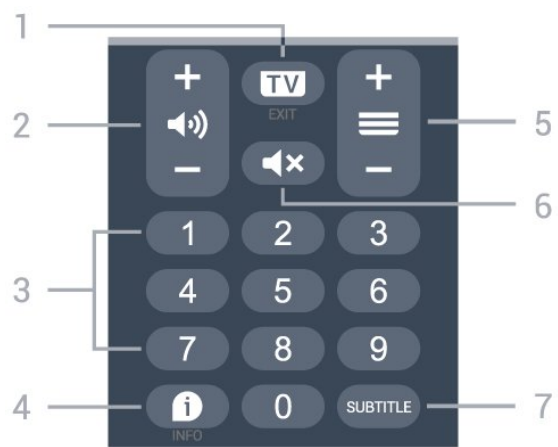 1
+ TV +
EXIT
2 5
- -
6
1 2 3
3
4 5 6
7 8 9
4 i 0 SUBTITLE 7
INFO